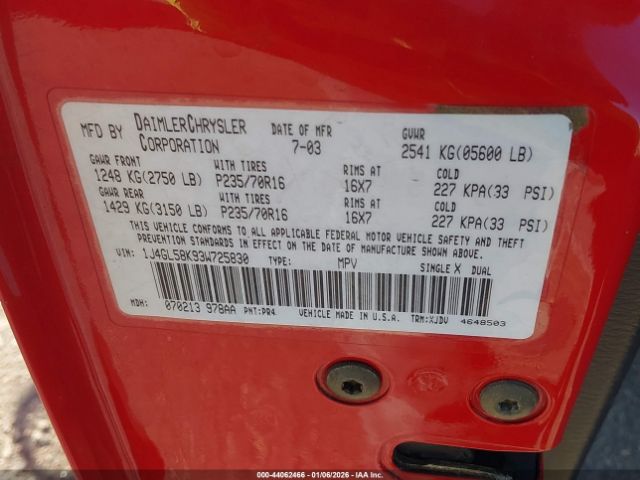 MFD BY DAIMLERCHRYSLER CORPORATION DATE OF MFR 7-03 GVWR 2541 KG(05600 LB)
GAWR FRONT WITH TIRES RIMS AT COLD
1248 KG(2750 LB) P235/70R16 16X7 227 KPA(33 PSI)
GAWR REAR WITH TIRES RIMS AT COLD
1429 KG(3150 LB) P235/70R16 16X7 227 KPA(33 PSI)
THIS VEHICLE CONFORMS TO ALL APPLICABLE FEDERAL MOTOR VEHICLE SAFETY AND THEFT
PREVENTION STANDARDS IN EFFECT ON THE DATE OF MANUFACTURE SHOWN ABOVE.
VIN: 1J4GL58K93W725830 TYPE: MPV SINGLE X DUAL
MDH: 070213 978AA PNT:PR4 VEHICLE MADE IN U.S.A. TRM:XJDV 4648503
000-44062466 - 01/06/2026 - IAA Inc.